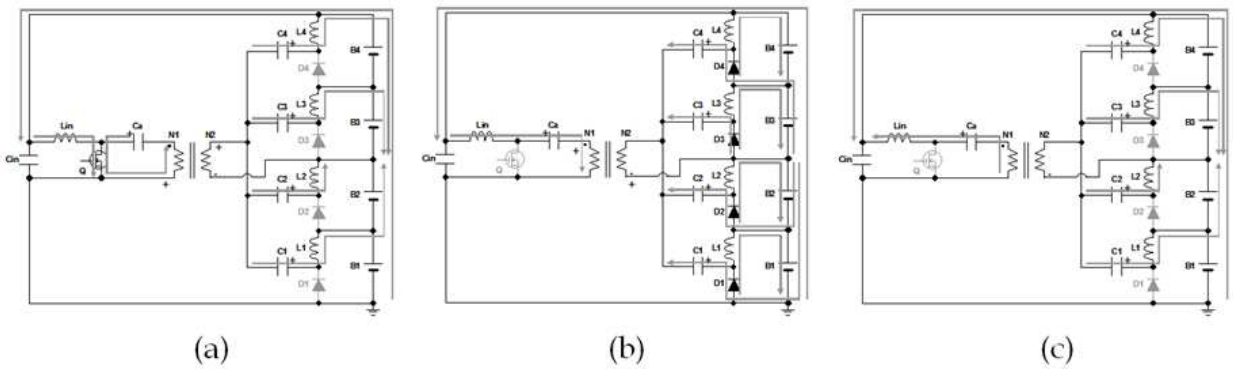 C4 + L4 B4
D4
C3 + L3 B3
D3
Lin + Ca N1 N2 +
Cin Q + -
C2 + L2 B2
D2
C1 + L1 B1
D1
(a)
C4 + L4 B4
D4
C3 + L3 B3
D3
Lin Ca N1 N2
Cin Q + + -
C2 + L2 B2
D2
C1 + L1 B1
D1
(b)
C4 + L4 B4
D4
C3 + L3 B3
D3
Lin Ca N1 N2
Cin Q -
C2 + L2 B2
D2
C1 + L1 B1
D1
(c)